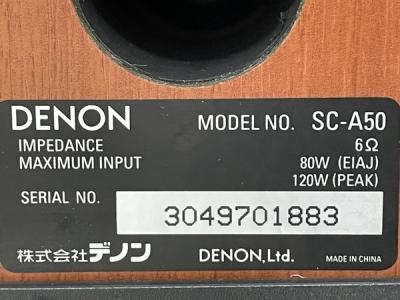 DENON MODEL NO. SC-A50
IMPEDANCE 6Ω
MAXIMUM INPUT 80W (EIAJ)
120W (PEAK)
SERIAL NO. 3049701883
株式会社デノン DENON,Ltd. MADE IN CHINA